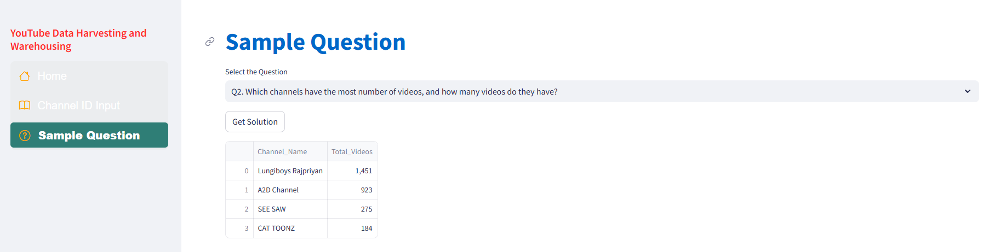 YouTube Data Harvesting and
Warehousing
Home
Channel ID Input
Sample Question
Sample Question
Select the Question
Q2. Which channels have the most number of videos, and how many videos do they have?
Get Solution
Channel_Name Total_Videos
0 Lungiboys Rajpriyan 1,451
1 A2D Channel 923
2 SEE SAW 275
3 CAT TOONZ 184